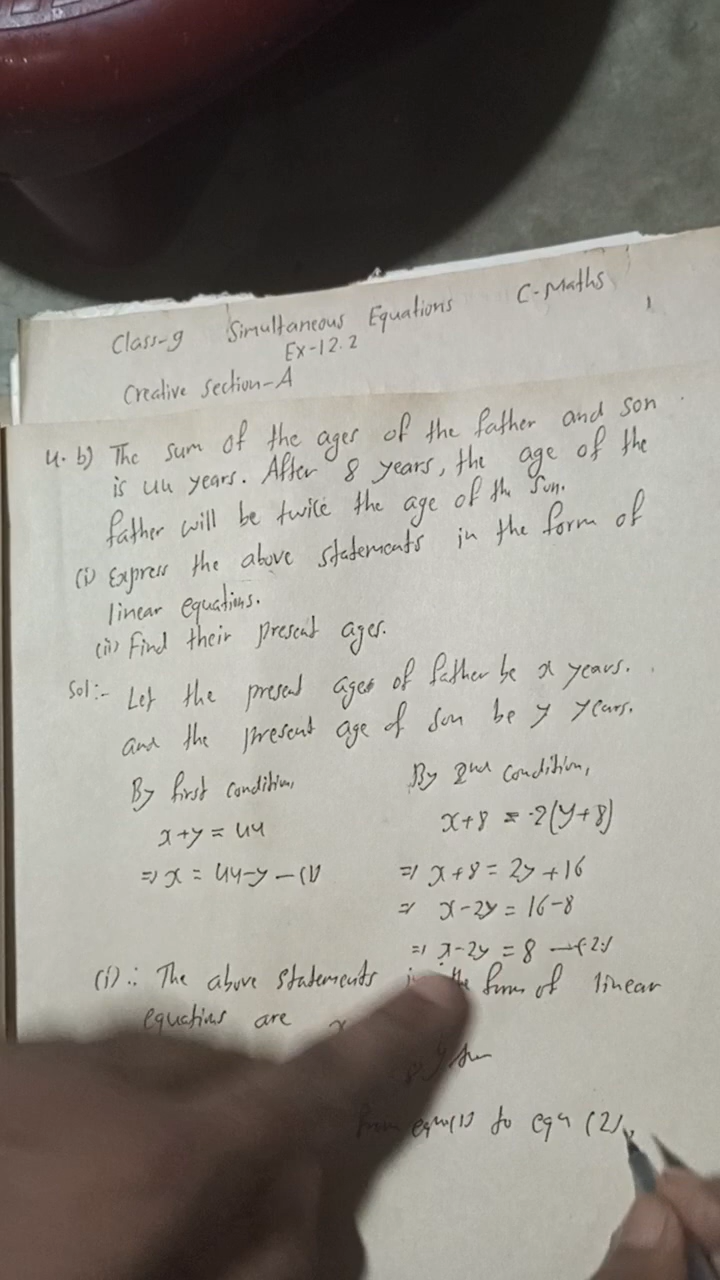 Class-9 Simultaneous Equations C-Maths
Ex-12.2
Creative section-A
4. b) The sum of the ages of the father and son
is 44 years. After 8 years, the age of the
father will be twice the age of the son.
(i) Express the above statements in the form of
linear equations.
(ii) Find their present ages.
Sol:- Let the present ages of father be x years.
and the present age of son be y years.
By first condition,
x+y = 44
=> x = 44-y -(1)
By 2nd condition,
x+8 = 2(y+8)
=> x+8 = 2y+16
=> x-2y = 16-8
=> x-2y = 8 -(2)
(i) ∴ The above statements in the form of linear
equations are x
from eqn(1) to eqn (2),